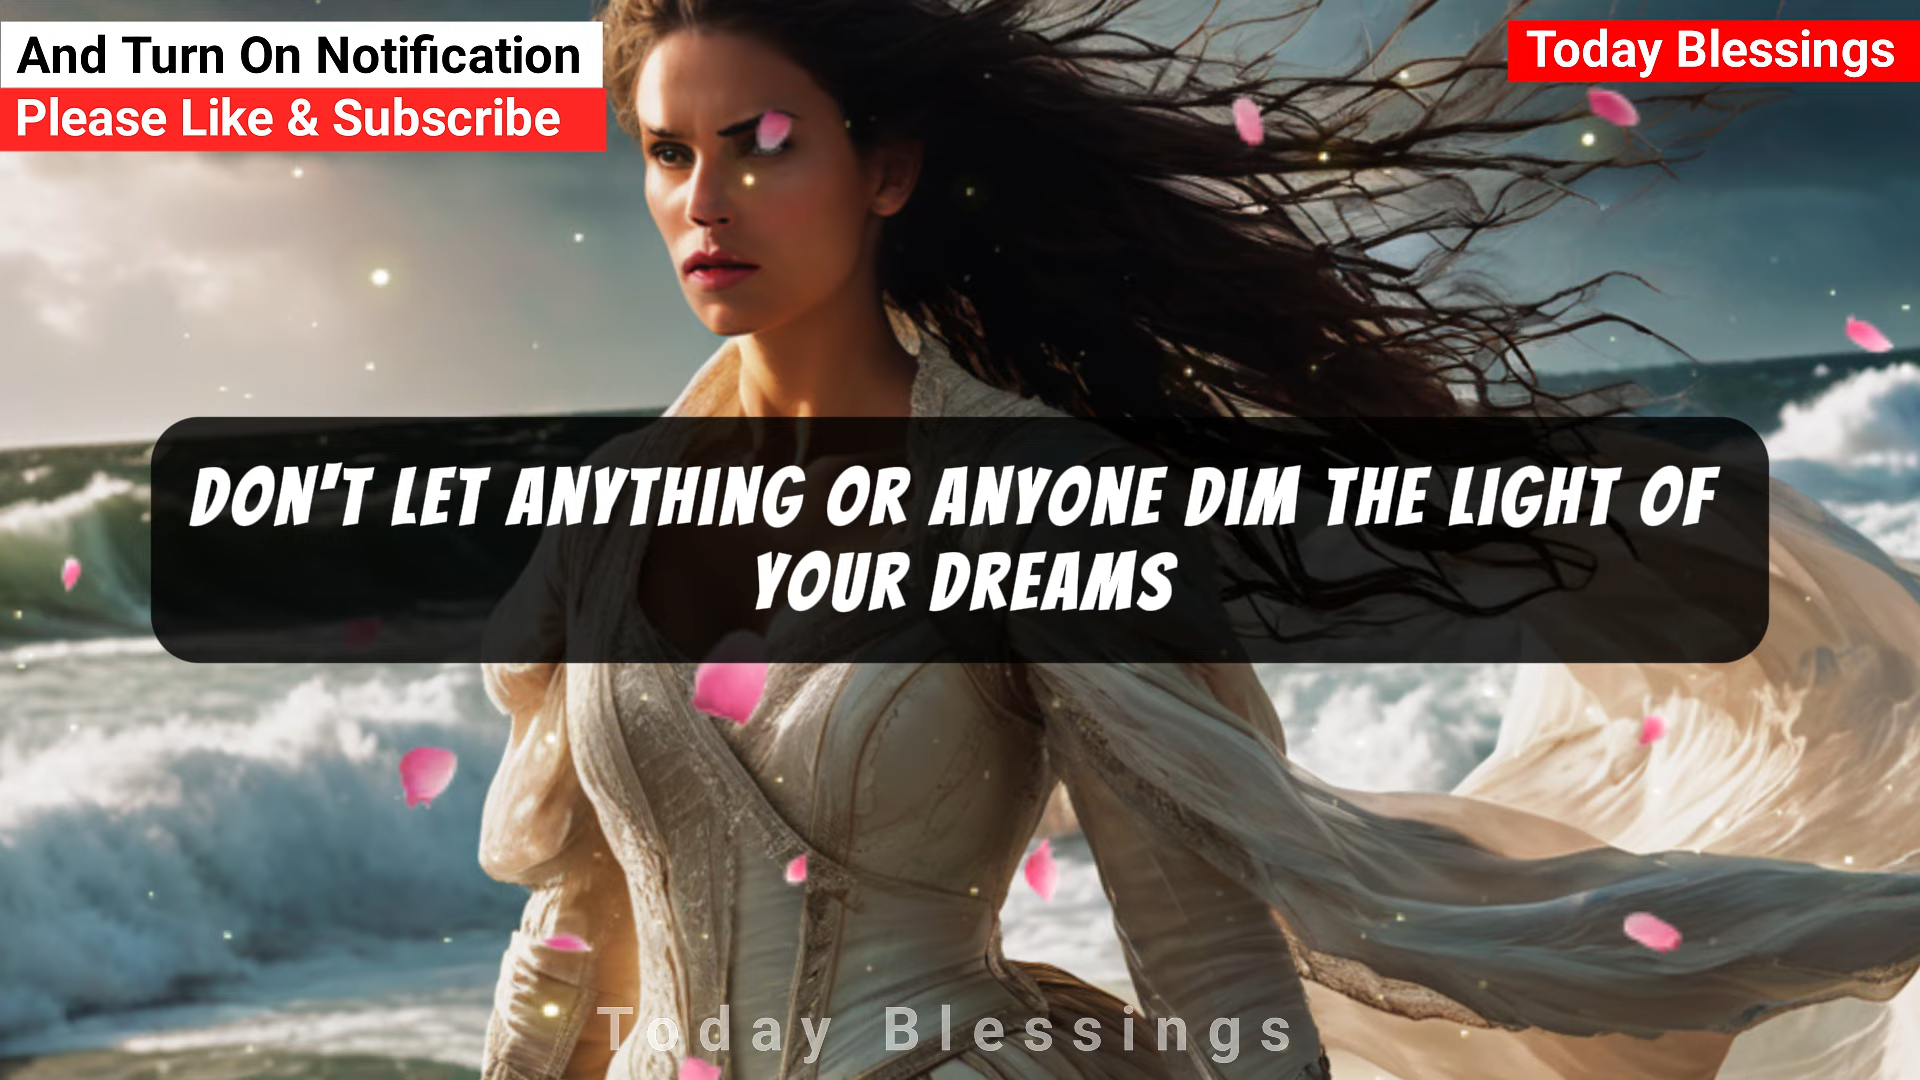 And Turn On Notification
Please Like & Subscribe
Today Blessings
DON'T LET ANYTHING OR ANYONE DIM THE LIGHT OF
YOUR DREAMS
Today Blessings